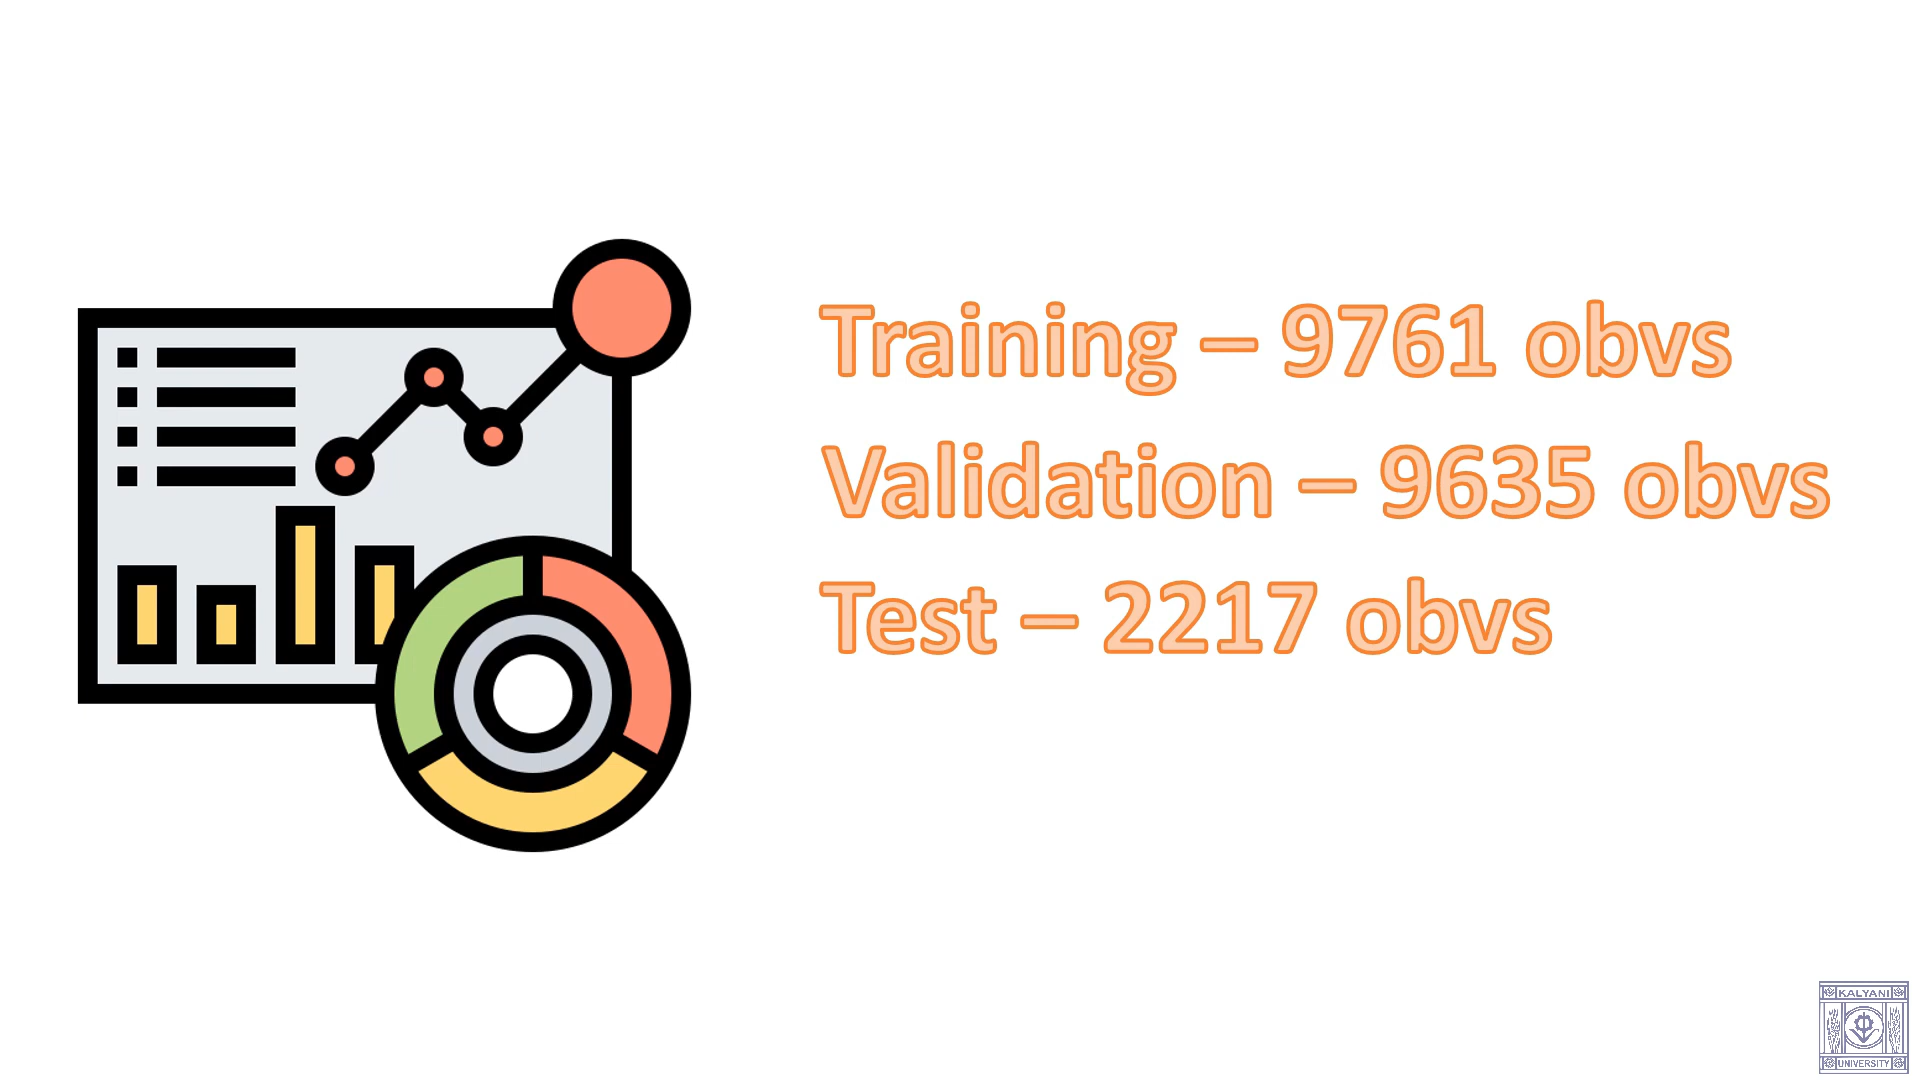 Training – 9761 obvs
Validation – 9635 obvs
Test – 2217 obvs
KALYANI
UNIVERSITY